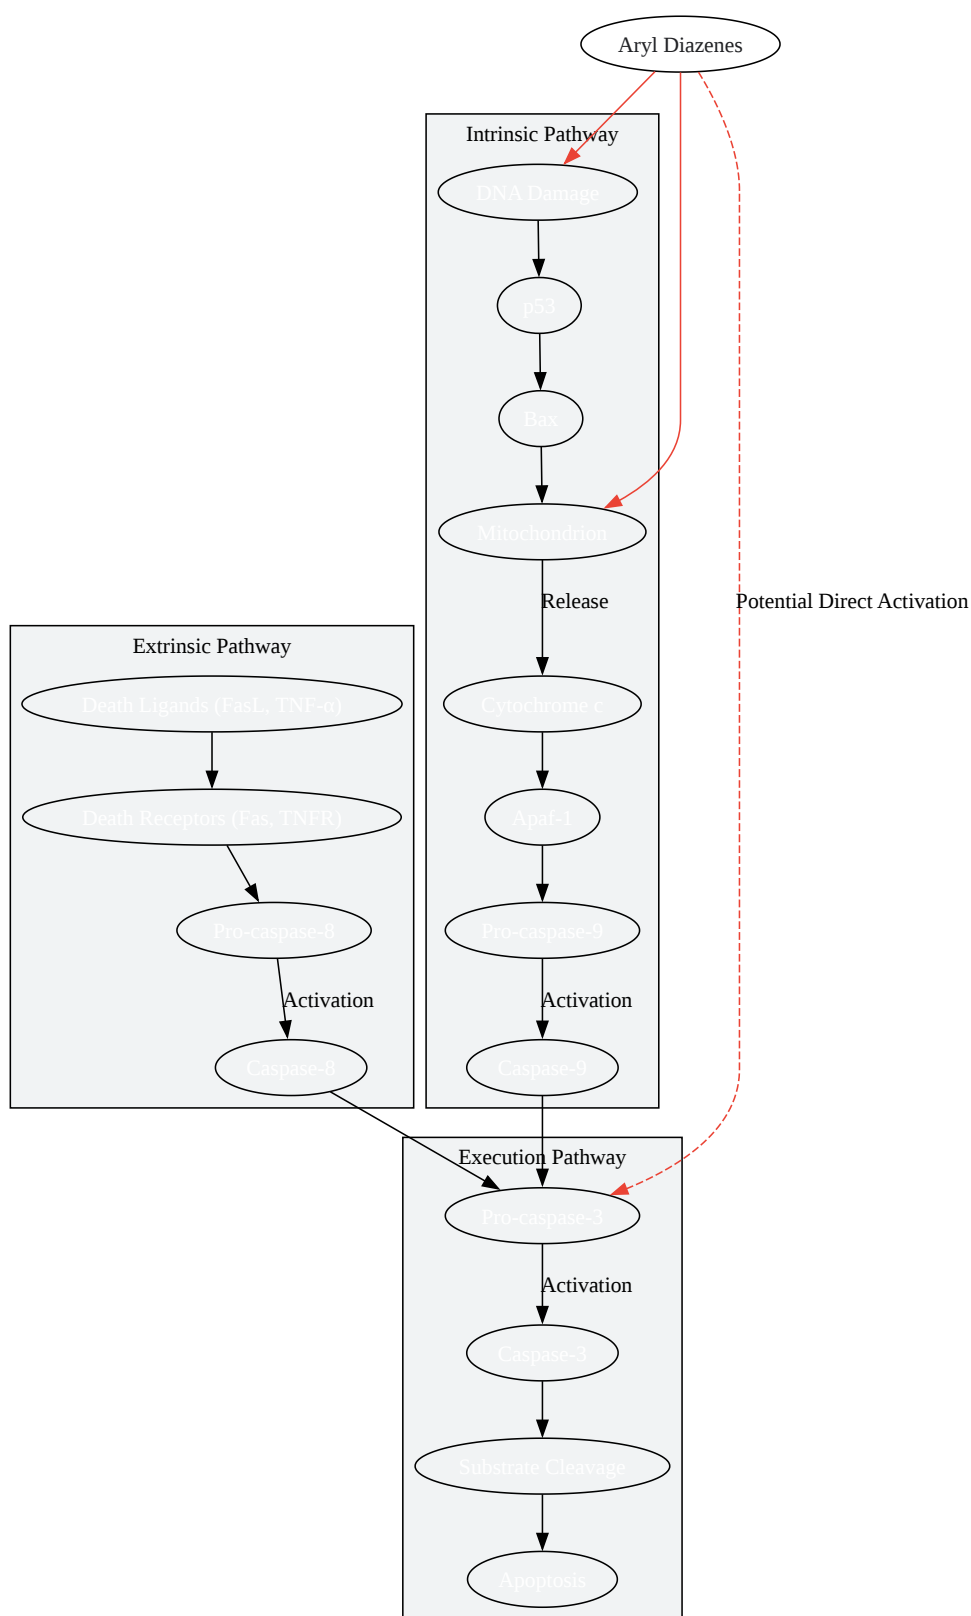 Aryl Diazenes
Intrinsic Pathway
DNA Damage
p53
Bax
Mitochondrion
Release
Potential Direct Activation
Extrinsic Pathway
Death Ligands (FasL, TNF-α)
Cytochrome c
Death Receptors (Fas, TNFR)
Apaf-1
Pro-caspase-8
Pro-caspase-9
Activation
Activation
Caspase-8
Caspase-9
Execution Pathway
Pro-caspase-3
Activation
Caspase-3
Substrate Cleavage
Apoptosis